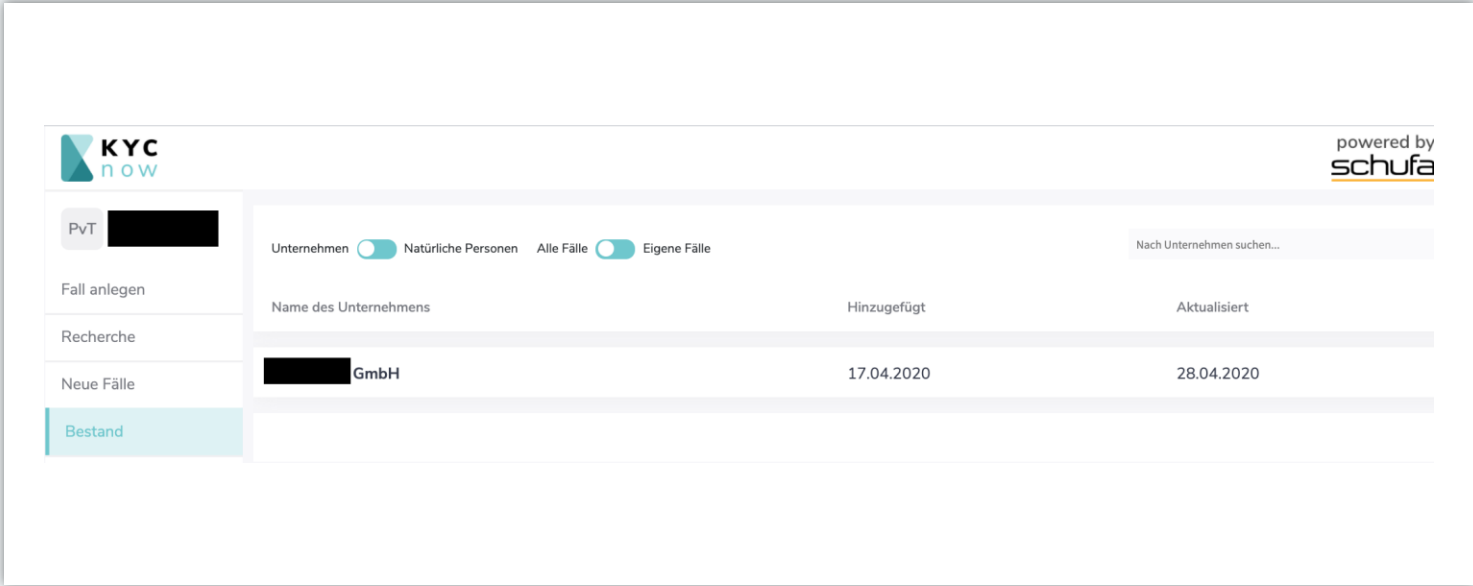 KYC
now
powered by
schufa
PvT
Unternehmen Natürliche Personen Alle Fälle Eigene Fälle
Nach Unternehmen suchen...
Fall anlegen
Name des Unternehmens Hinzugefügt Aktualisiert
Recherche
GmbH 17.04.2020 28.04.2020
Neue Fälle
Bestand